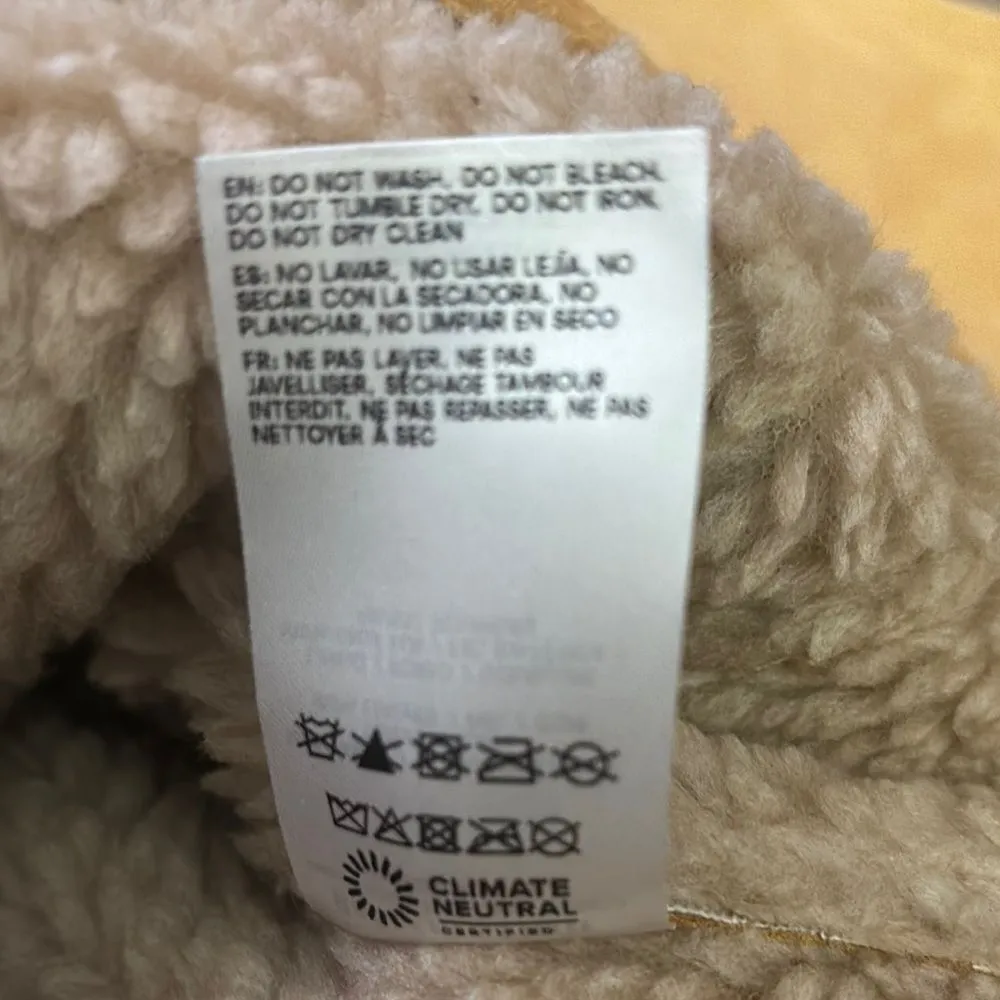 EN: DO NOT WASH, DO NOT BLEACH,
DO NOT TUMBLE DRY, DO NOT IRON,
DO NOT DRY CLEAN
ES: NO LAVAR, NO USAR LEJÍA, NO
SECAR CON LA SECADORA, NO
PLANCHAR, NO LIMPIAR EN SECO
FR: NE PAS LAVER, NE PAS
JAVELLISER, SÉCHAGE TAMBOUR
INTERDIT, NE PAS REPASSER, NE PAS
NETTOYER À SEC
CLIMATE
NEUTRAL
CERTIFIED